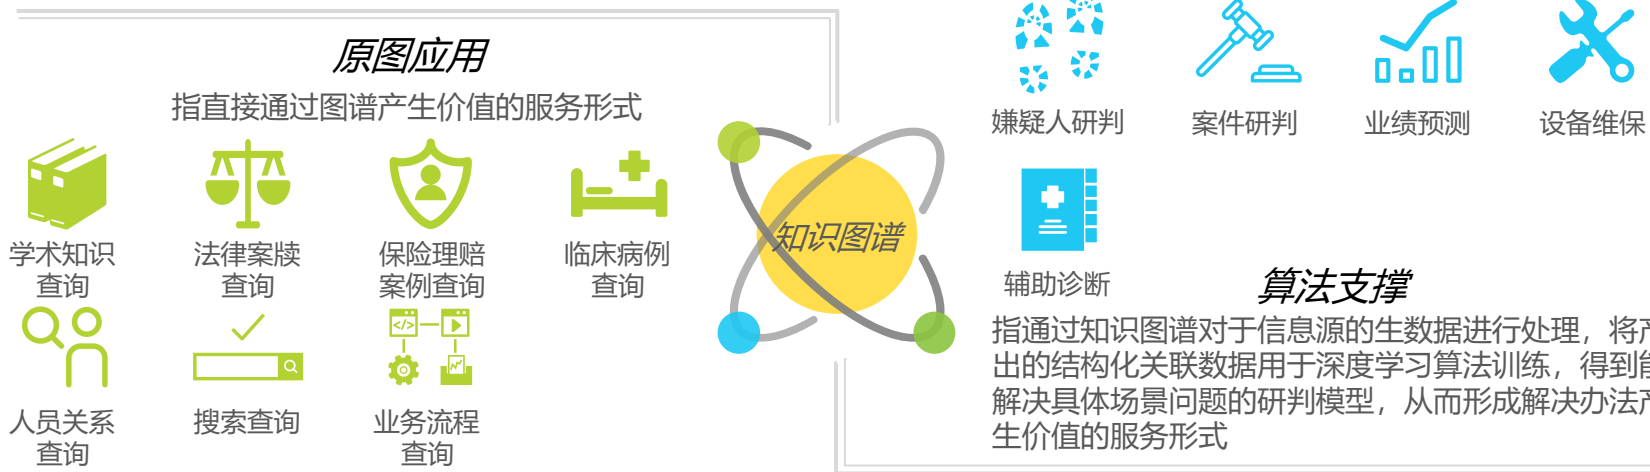 原图应用
指直接通过图谱产生价值的服务形式
学术知识
查询
法律案牍
查询
保险理赔
案例查询
临床病例
查询
人员关系
查询
搜索查询
业务流程
查询
知识图谱
嫌疑人研判
案件研判
业绩预测
设备维保
辅助诊断
算法支撑
指通过知识图谱对于信息源的生数据进行处理，将产
出的结构化关联数据用于深度学习算法训练，得到能
解决具体场景问题的研判模型，从而形成解决办法产
生价值的服务形式